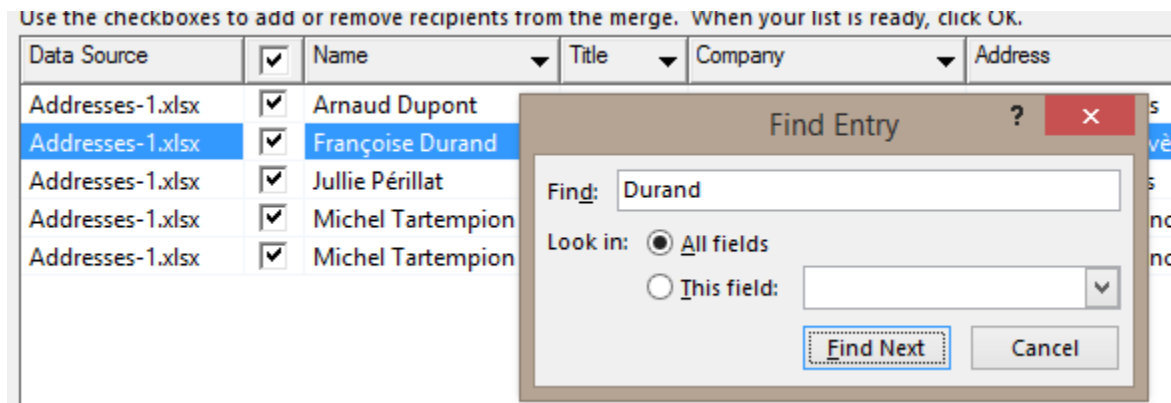 Use the checkboxes to add or remove recipients from the merge. When your list is ready, click OK.
Data Source Name Title Company Address
Addresses-1.xlsx Arnaud Dupont
Addresses-1.xlsx Françoise Durand
Addresses-1.xlsx Jullie Périllat
Addresses-1.xlsx Michel Tartempion
Addresses-1.xlsx Michel Tartempion
Find Entry ?
Find: Durand
Look in: All fields
This field:
Find Next Cancel